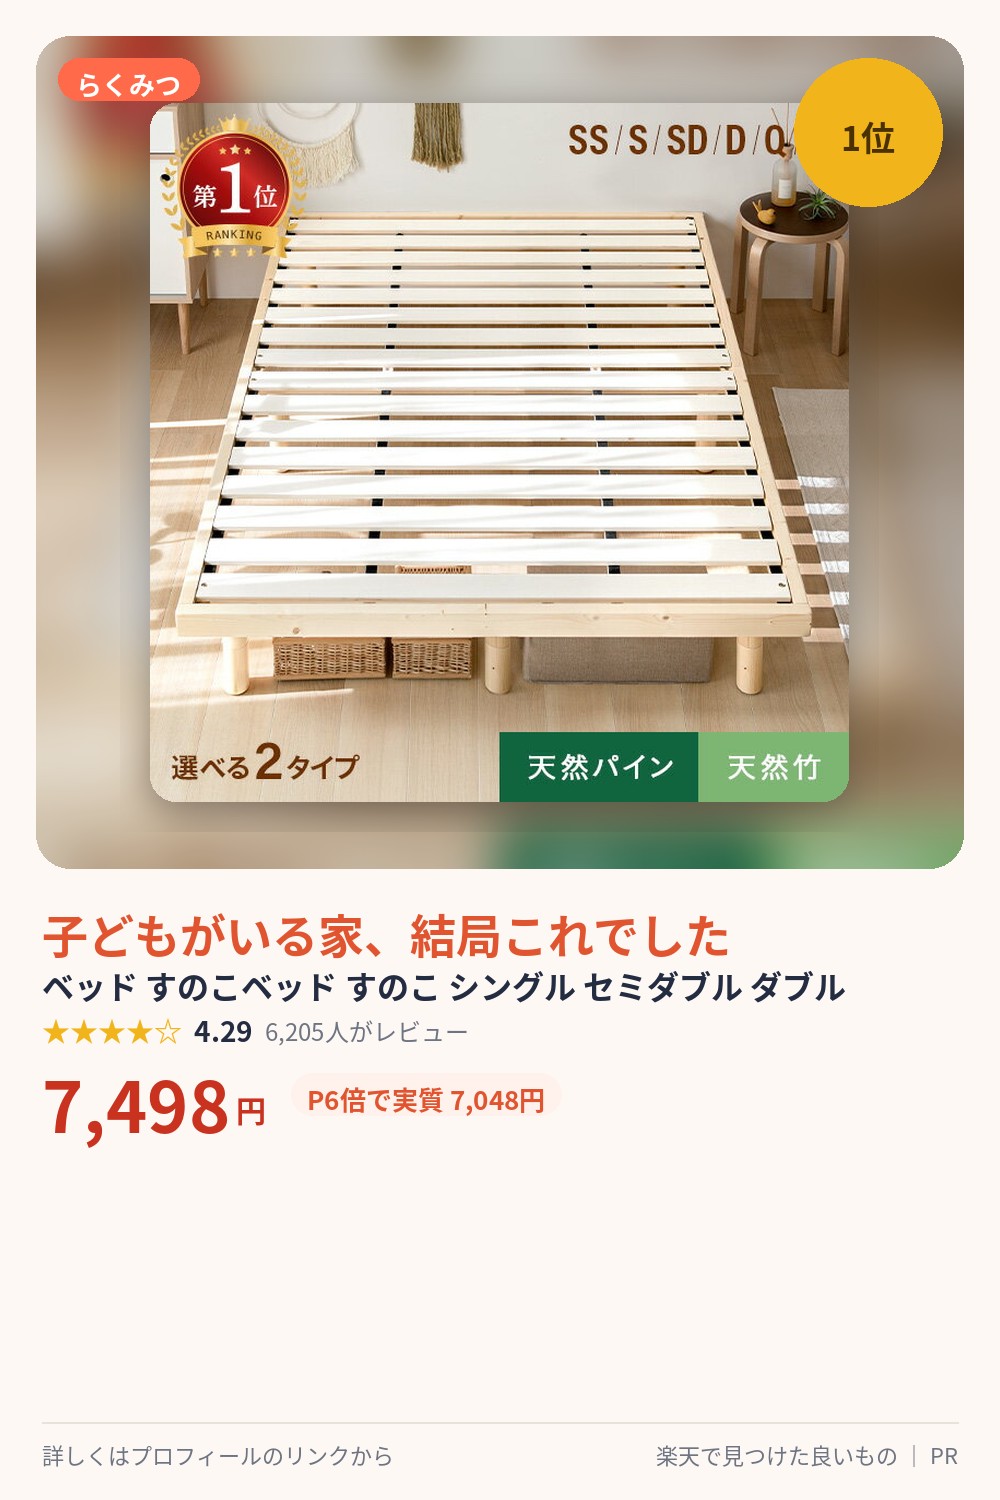 らくみつ
1位
SS/S/SD/D/Q
第1位
RANKING
選べる2タイプ
天然パイン
天然竹
子どもがいる家、結局これでした
ベッド すのこベッド すのこ シングル セミダブル ダブル
★★★★☆ 4.29 6,205人がレビュー
7,498円 P6倍で実質 7,048円
詳しくはプロフィールのリンクから
楽天で見つけた良いもの｜PR